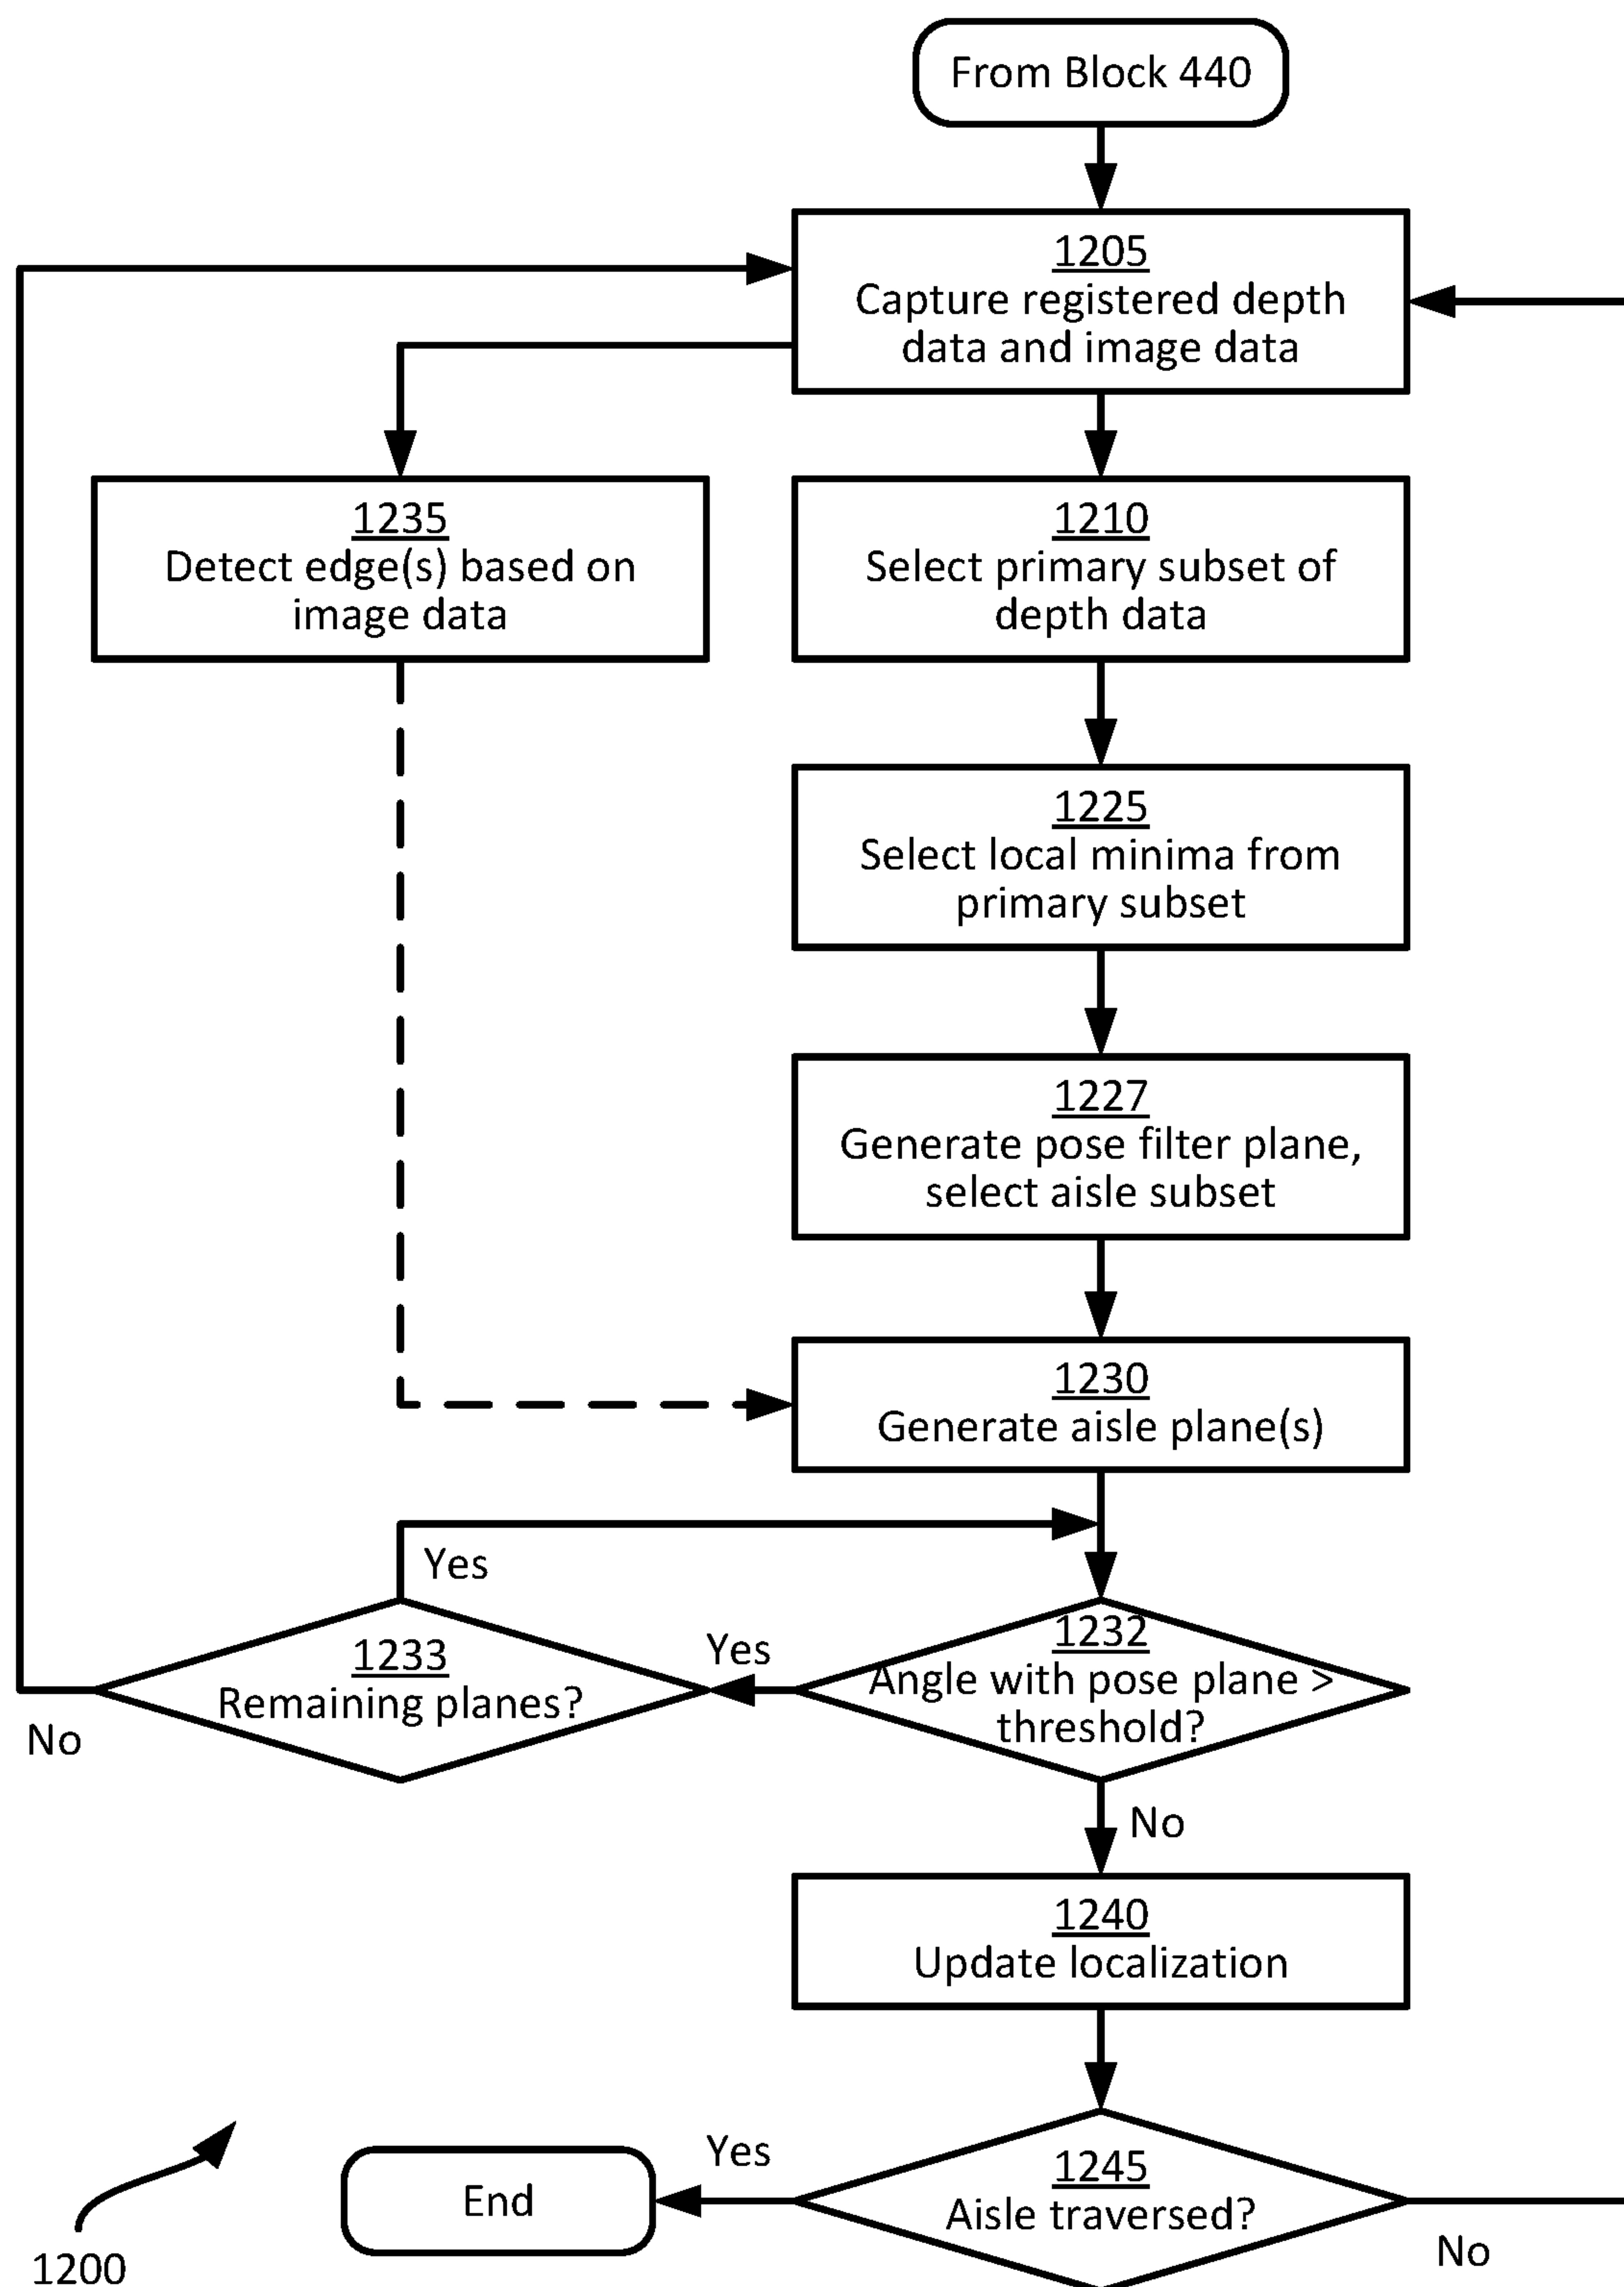 From Block 440
1205
Capture registered depth
data and image data
1235
Detect edge(s) based on
image data
1210
Select primary subset of
depth data
1225
Select local minima from
primary subset
1227
Generate pose filter plane,
select aisle subset
1230
Generate aisle plane(s)
Yes
1233
Remaining planes?
No
Yes
1232
Angle with pose plane >
threshold?
No
1240
Update localization
1245
Aisle traversed?
Yes
End
No
1200